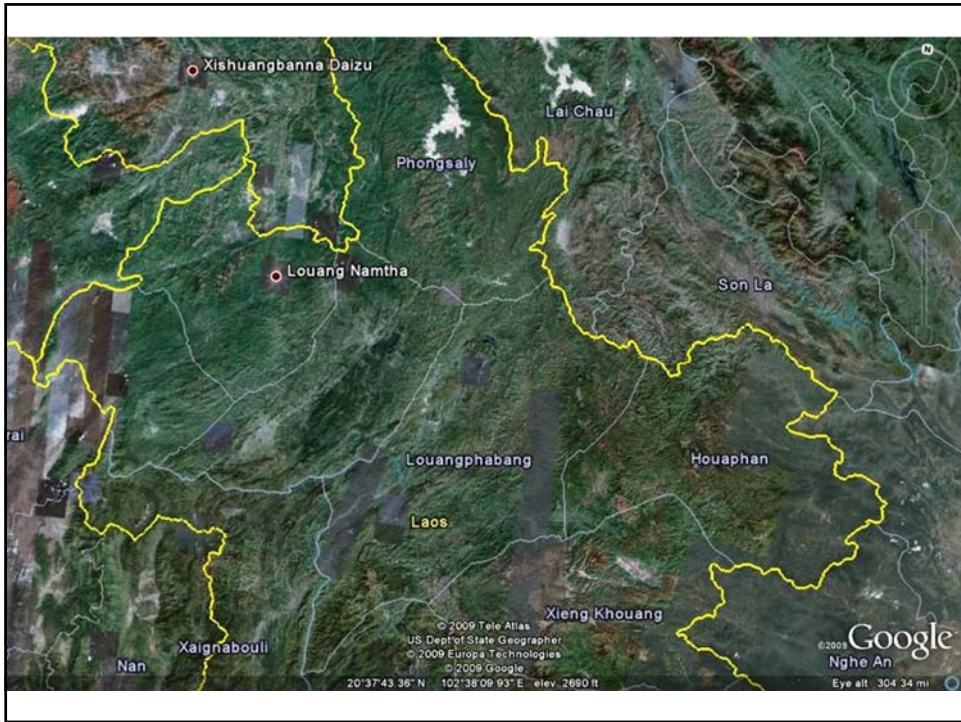 N
Xishuangbanna Daizu
Lai Chau
Phongsaly
Louang Namtha
Son La
rai
Louangphabang
Houaphan
Laos
Xieng Khouang
Xaignabouli
Nan
© 2009 Tele Atlas
US Dept of State Geographer
© 2009 Europa Technologies
© 2009 Google
©2009 Google
Nghe An
20°37'43.36" N 102°38'09.93" E elev. 2690 ft
Eye alt 304.34 mi